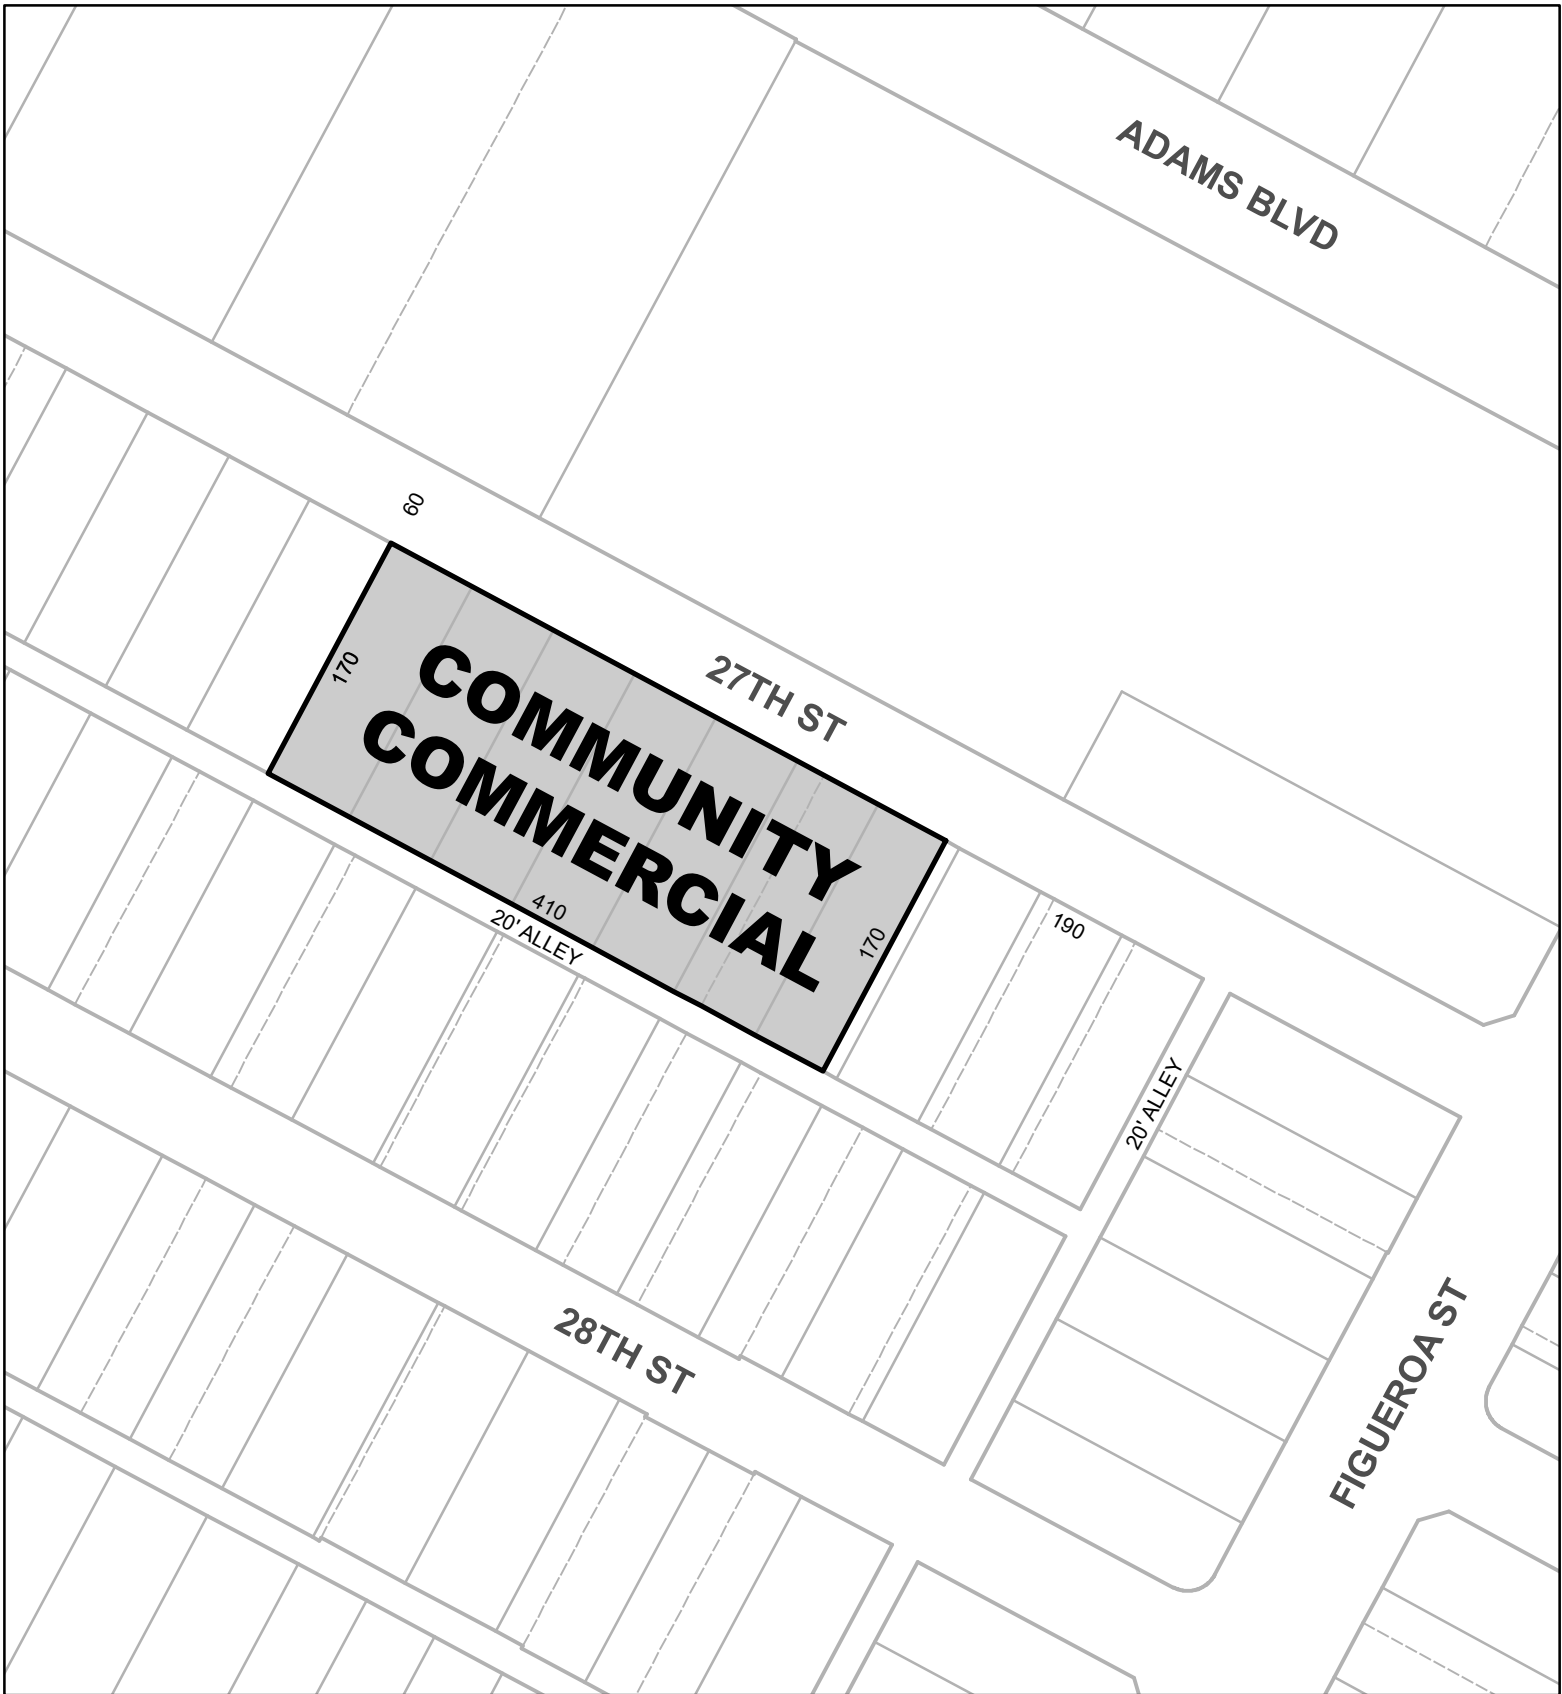 ADAMS BLVD
60
27TH ST
170
COMMUNITY
COMMERCIAL
410
20' ALLEY
170
190
20' ALLEY
28TH ST
FIGUEROA ST